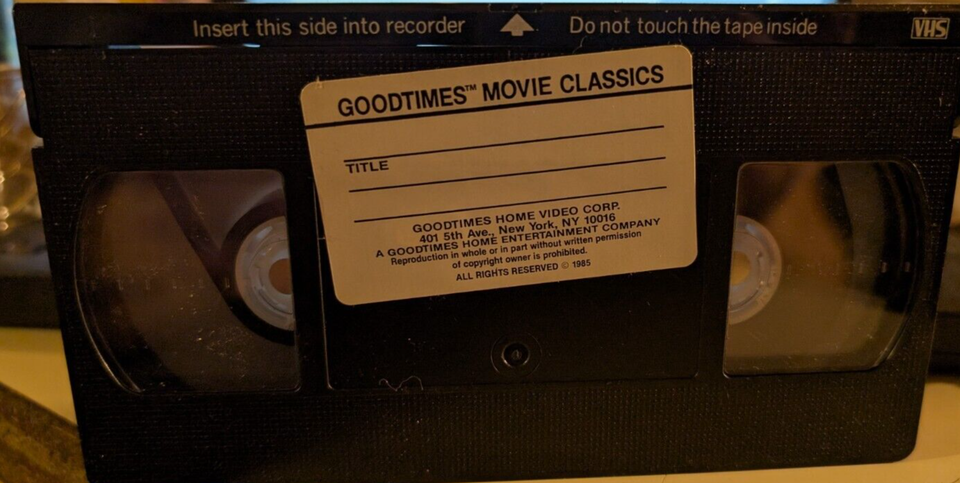 Insert this side into recorder Do not touch the tape inside VHS
GOODTIMES™ MOVIE CLASSICS
TITLE
GOODTIMES HOME VIDEO CORP.
401 5th Ave., New York, NY 10016
A GOODTIMES HOME ENTERTAINMENT COMPANY
Reproduction in whole or in part without written permission
of copyright owner is prohibited.
ALL RIGHTS RESERVED © 1985